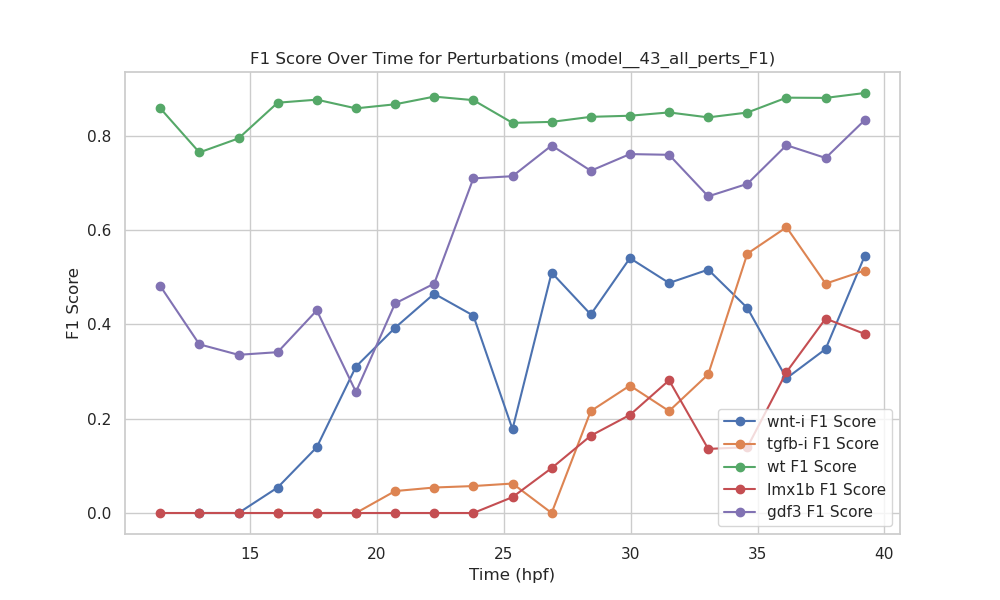 F1 Score Over Time for Perturbations (model__43_all_perts_F1)
F1 Score
0.8
0.6
0.4
0.2
0.0
15
20
25
30
35
40
Time (hpf)
wnt-i F1 Score
tgfb-i F1 Score
wt F1 Score
lmx1b F1 Score
gdf3 F1 Score